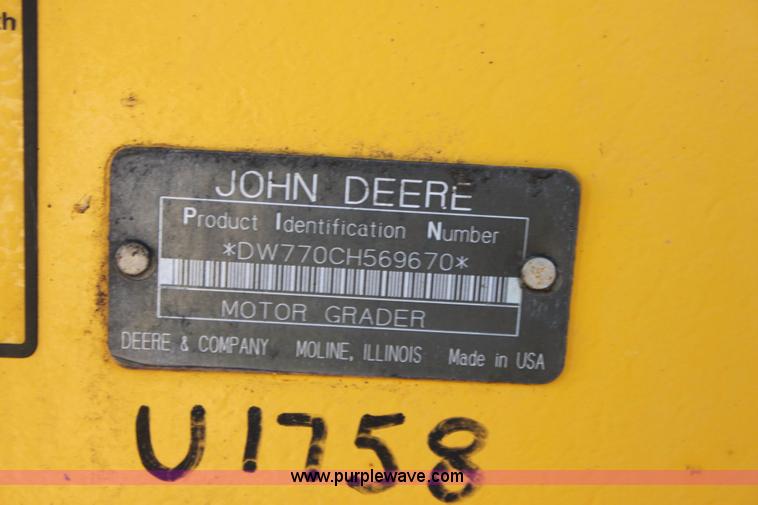 th
JOHN DEERE
Product Identification Number
*DW770CH569670*
MOTOR GRADER
DEERE & COMPANY MOLINE, ILLINOIS Made in USA
U1758
www.purplewave.com